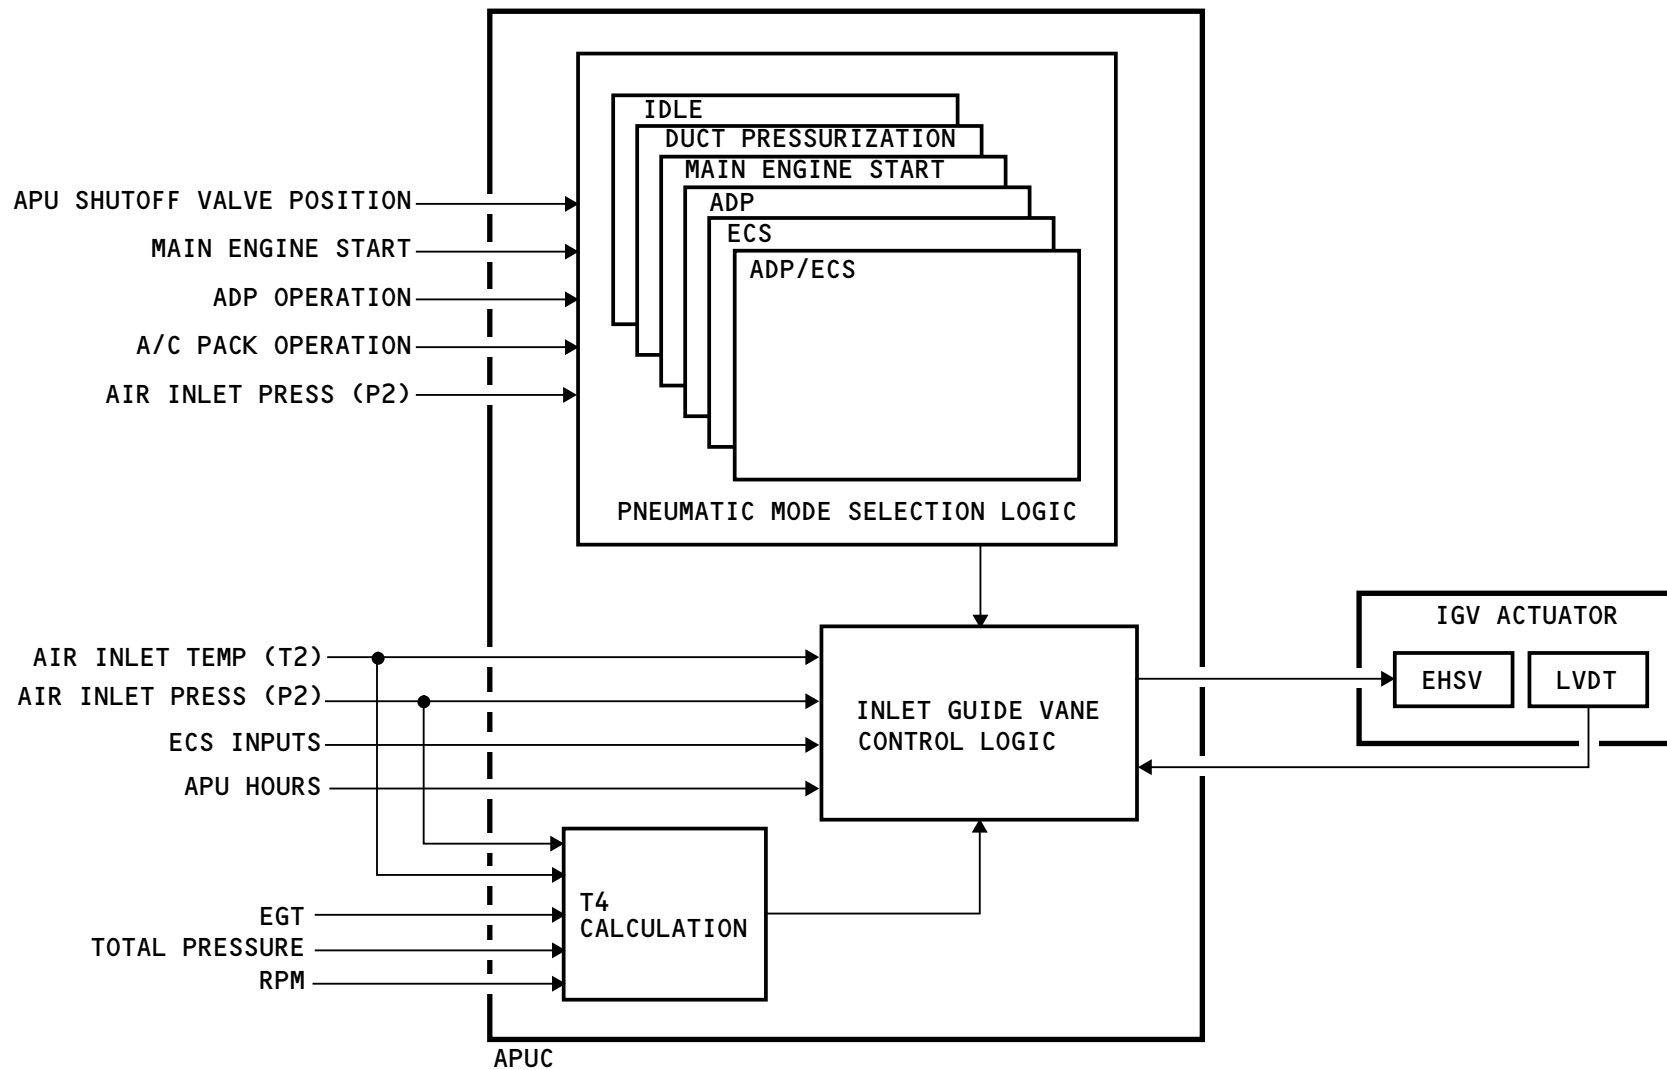 IDLE
DUCT PRESSURIZATION
MAIN ENGINE START
ADP
ECS
ADP/ECS
PNEUMATIC MODE SELECTION LOGIC
APU SHUTOFF VALVE POSITION
MAIN ENGINE START
ADP OPERATION
A/C PACK OPERATION
AIR INLET PRESS (P2)
AIR INLET TEMP (T2)
AIR INLET PRESS (P2)
ECS INPUTS
APU HOURS
INLET GUIDE VANE
CONTROL LOGIC
IGV ACTUATOR
EHSV
LVDT
T4
CALCULATION
EGT
TOTAL PRESSURE
RPM
APUC